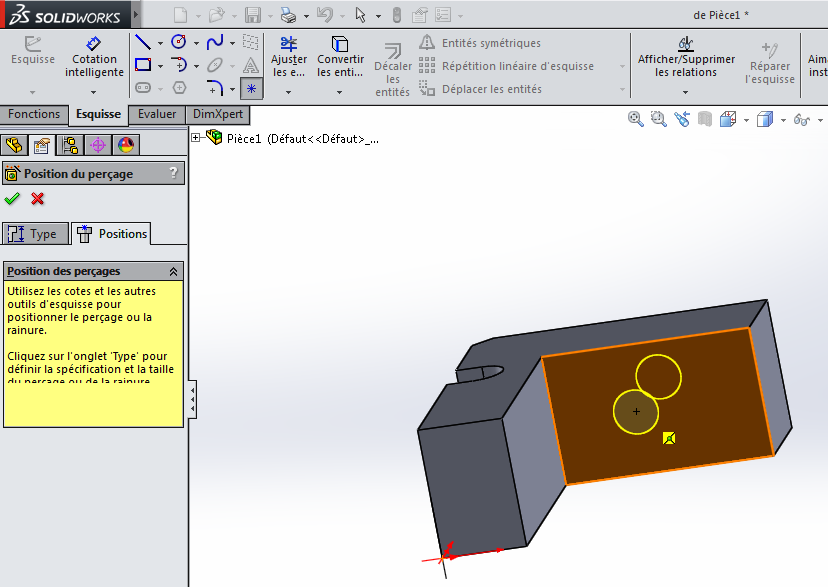 SOLIDWORKS
de Pièce1 *
Esquisse
Cotation
intelligente
Ajuster
les e...
Convertir
les enti...
Décaler
les
entités
Entités symétriques
Répétition linéaire d'esquisse
Déplacer les entités
Afficher/Supprimer
les relations
Réparer
l'esquisse
Fonctions
Esquisse
Evaluer
DimXpert
Pièce1 (Défaut<<Défaut>_...
Position du perçage
?
Type
Positions
Position des perçages
Utilisez les cotes et les autres
outils d'esquisse pour
positionner le perçage ou la
rainure.
Cliquez sur l'onglet 'Type' pour
définir la spécification et la taille
du perçage ou de la rainure